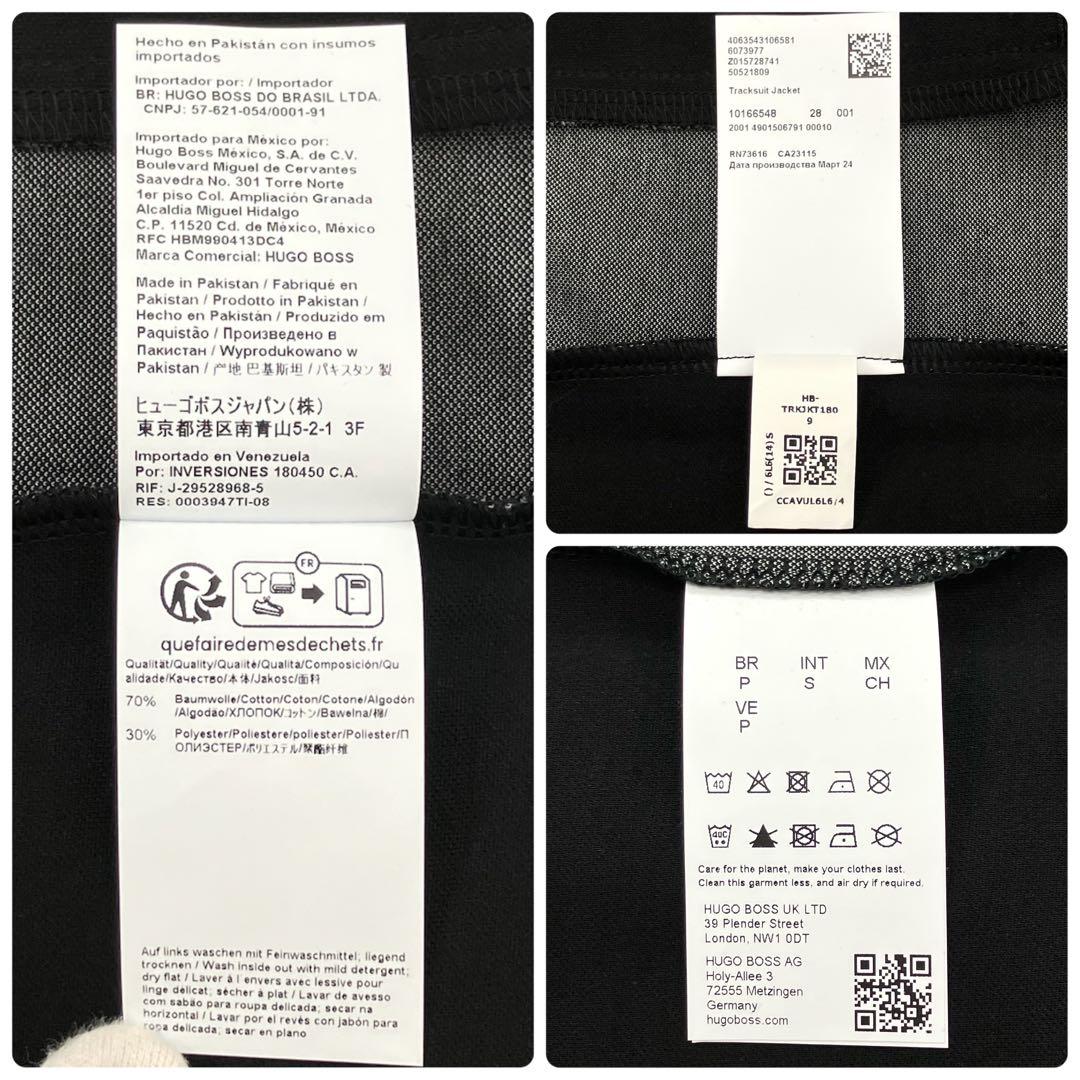 Hecho en Pakistán con insumos
importados
Importador por: / Importador
BR: HUGO BOSS DO BRASIL LTDA.
CNPJ: 57-621-054/0001-91
Importado para México por:
Hugo Boss México, S.A. de C.V.
Boulevard Miguel de Cervantes
Saavedra No. 301 Torre Norte
1er piso Col. Ampliación Granada
Alcaldia Miguel Hidalgo
C.P. 11520 Cd. de México, México
RFC HBM990413DC4
Marca Comercial: HUGO BOSS
Made in Pakistan / Fabriqué en
Pakistan / Prodotto in Pakistan /
Hecho en Pakistán / Produzido em
Paquistão / Произведено в
Пакистан / Wyprodukowano w
Pakistan / 产地 巴基斯坦 / パキスタン 製
ヒューゴボスジャパン(株)
東京都港区南青山5-2-1 3F
Importado en Venezuela
Por: INVERSIONES 180450 C.A.
RIF: J-29528968-5
RES: 0003947TI-08
FR
quefairedemesdechets.fr
Qualität/Quality/Qualité/Qualità/Composición/Qu
alidade/Качество/本体/Jakosc/面料
70% Baumwolle/Cotton/Coton/Cotone/Algodón
/Algodão/ХЛОПОК/コットン/Bawelna/棉/
30% Polyester/Poliestere/poliester/Poliester/П
ОЛИЭСТЕР/ポリエステル/聚酯纤维
Auf links waschen mit Feinwaschmittel; liegend
trocknen / Wash inside out with mild detergent;
dry flat / Laver à l envers avec lessive pour
linge délicat; sécher à plat / Lavar de avesso
com sabão para roupa delicada; secar na
horizontal / Lavar por el revés con jabón para
ropa delicada; secar en plano
4063543106581
6073977
Z015728741
50521809
Tracksuit Jacket
10166548 28 001
2001 4901506791 00010
RN73616 CA23115
Дата производства Март 24
HB-
TRKJKT180
9
() / 6L6(14) S
CCAVUL6L6/4
BR INT MX
P S CH
VE
P
40
40C
Care for the planet, make your clothes last.
Clean this garment less, and air dry if required.
HUGO BOSS UK LTD
39 Plender Street
London, NW1 0DT
HUGO BOSS AG
Holy-Allee 3
72555 Metzingen
Germany
hugoboss.com